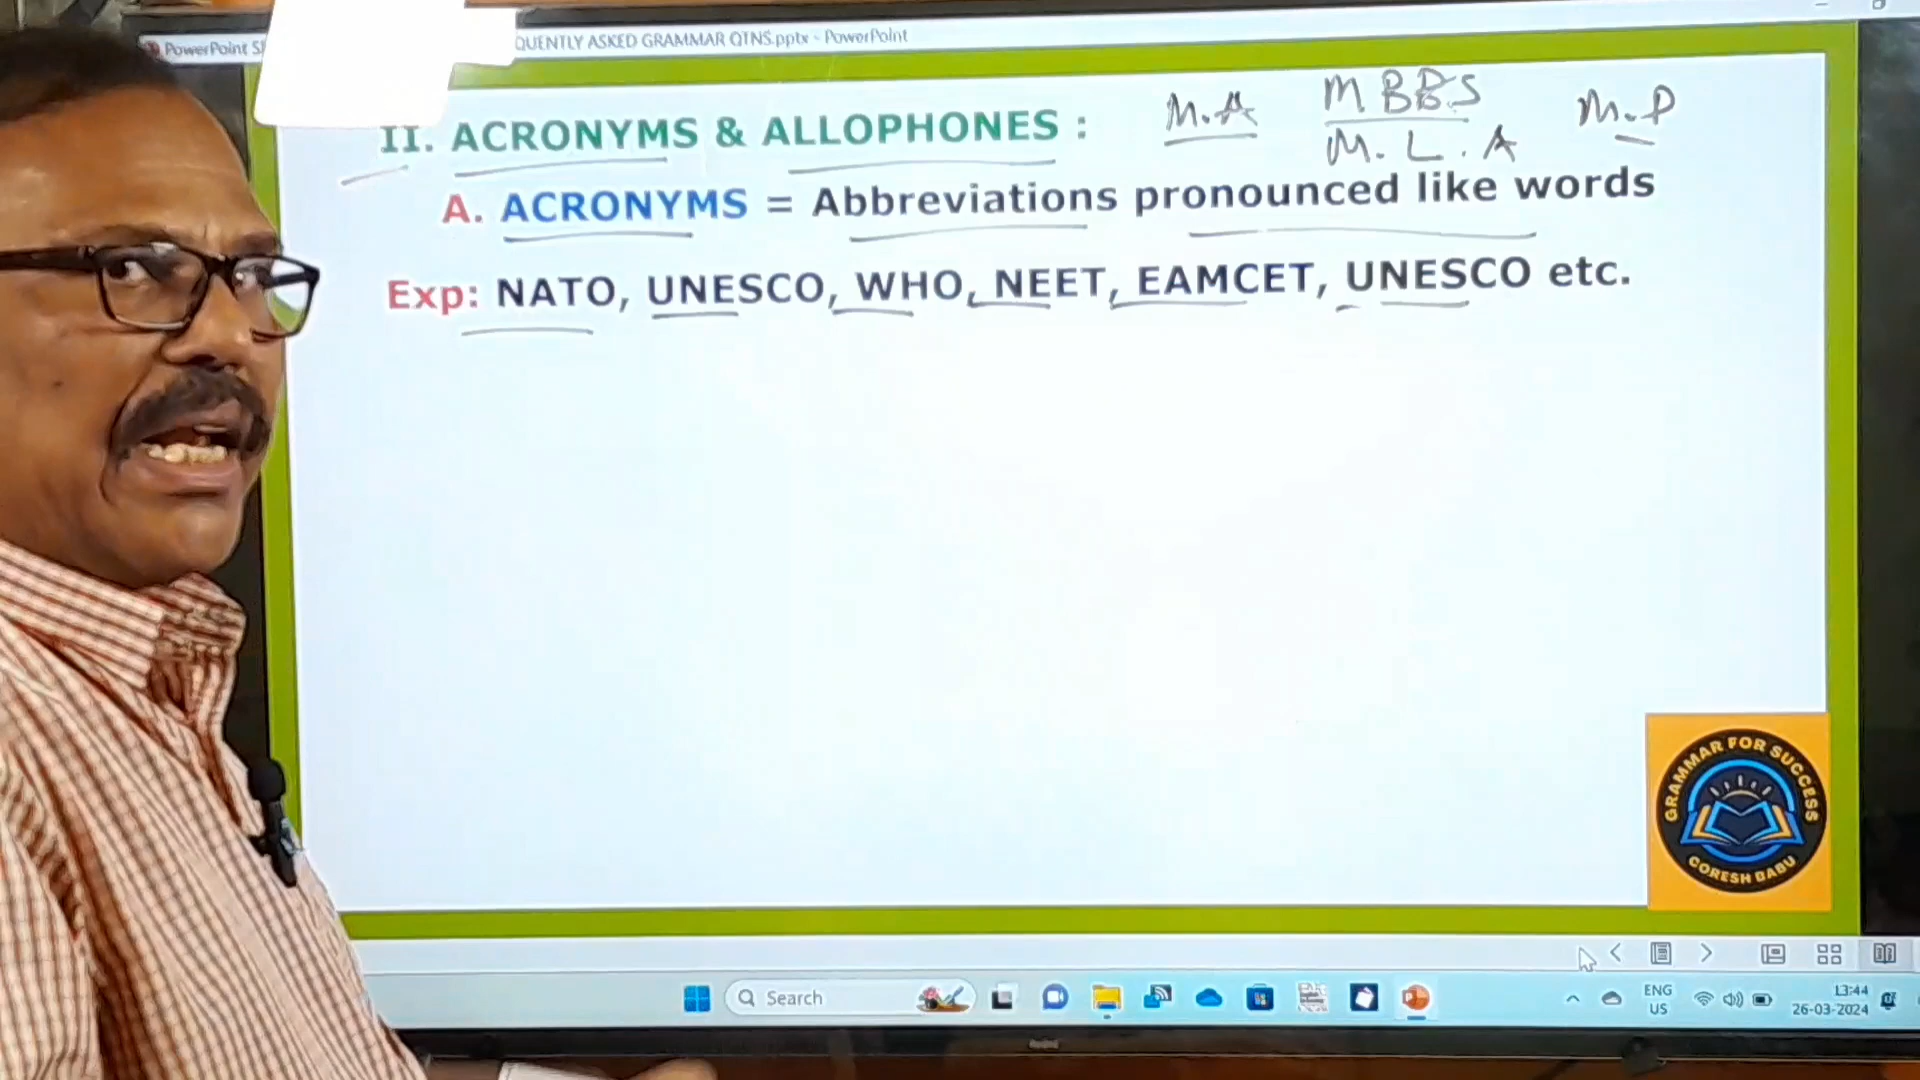 PowerPoint Sl
QUENTLY ASKED GRAMMAR QTNS.pptx - PowerPoint
M.A MBBS M.P
M.L.A
II. ACRONYMS & ALLOPHONES :
A. ACRONYMS = Abbreviations pronounced like words
Exp: NATO, UNESCO, WHO, NEET, EAMCET, UNESCO etc.
GRAMMAR FOR SUCCESS
CORESH BABU
Search
ENG
US
13:44
26-03-2024